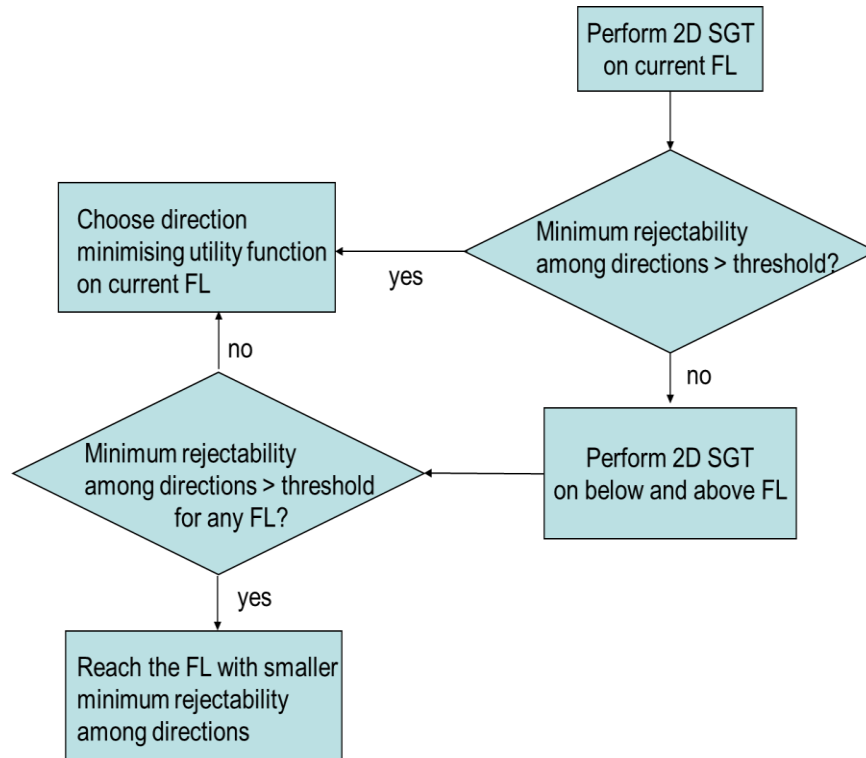 Perform 2D SGT
on current FL
Minimum rejectability
among directions > threshold?
yes
Choose direction
minimising utility function
on current FL
no
Perform 2D SGT
on below and above FL
Minimum rejectability
among directions > threshold
for any FL?
no
yes
Reach the FL with smaller
minimum rejectability
among directions